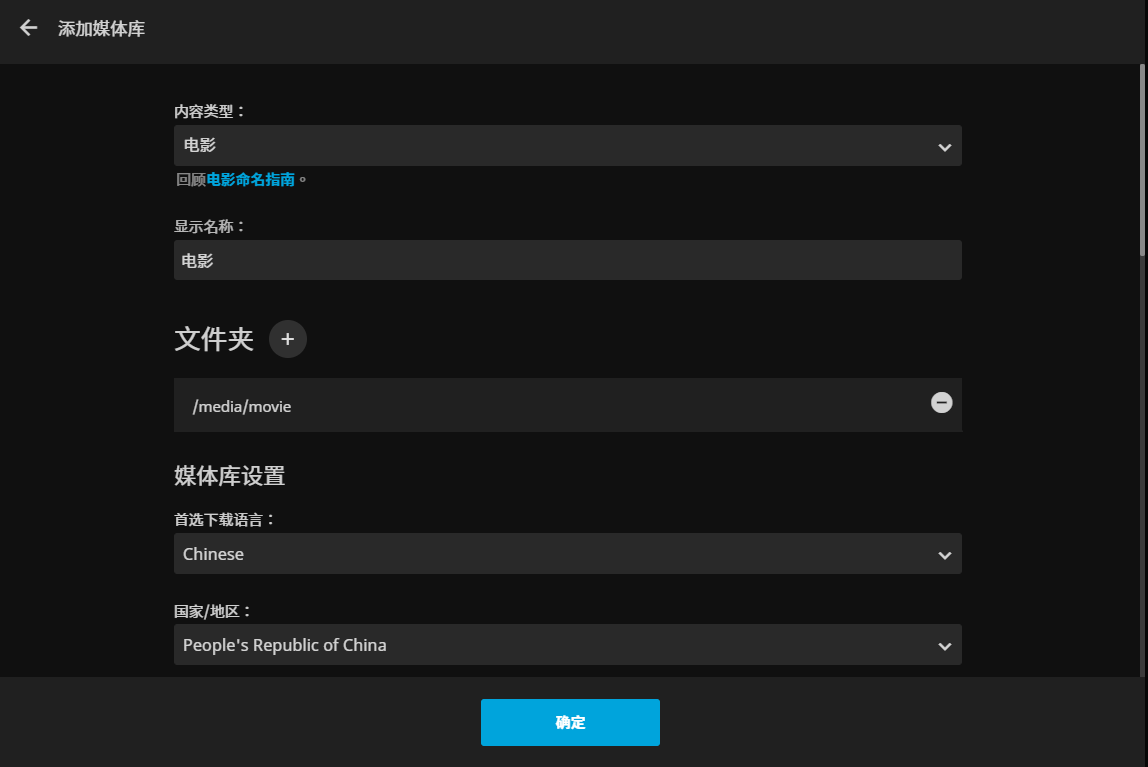 添加媒体库
内容类型：
电影
回顾电影命名指南。
显示名称：
电影
文件夹
/media/movie
媒体库设置
首选下载语言：
Chinese
国家/地区：
People's Republic of China
确定